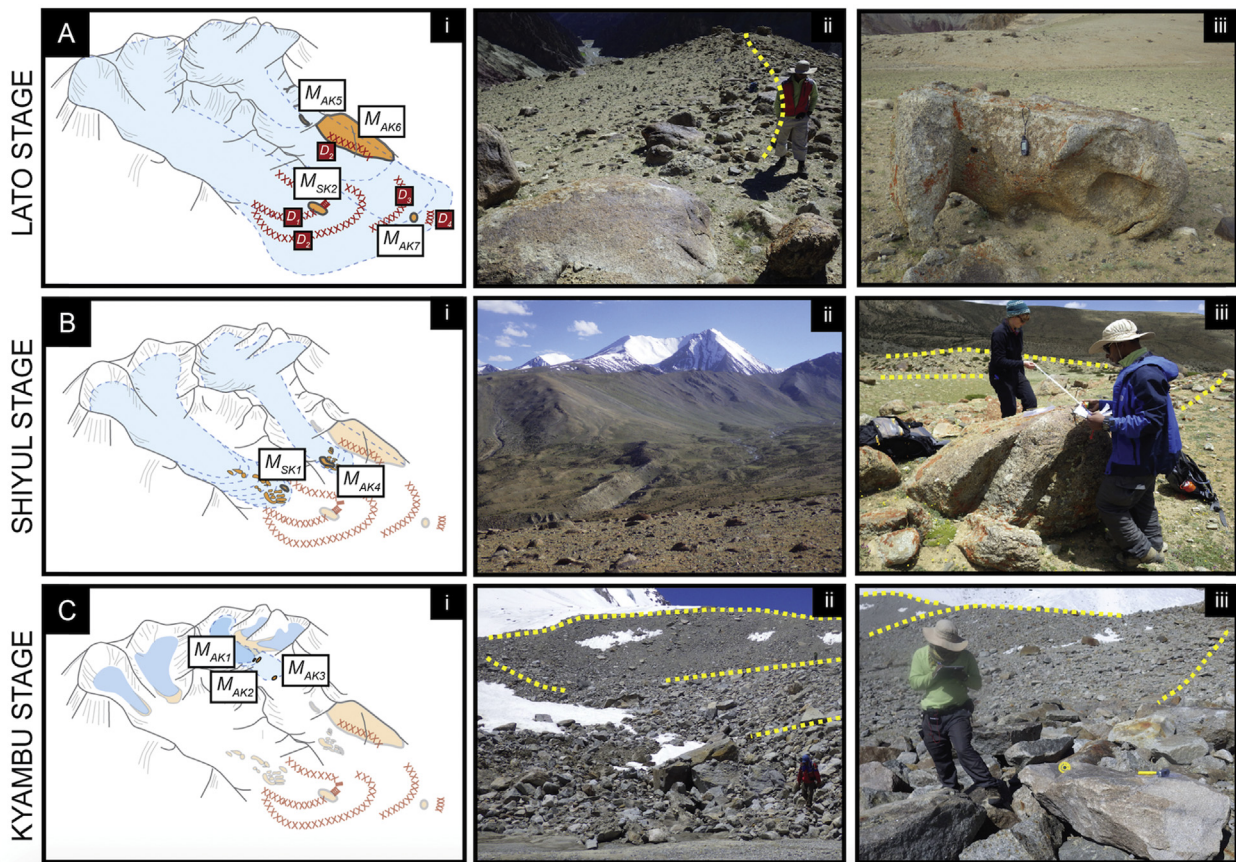 LATO STAGE
A
i
M_AK5
M_AK6
D_2
M_SK2
D_1
D_3
D_2
D_4
M_AK7
ii
iii
SHIYUL STAGE
B
i
M_SK1
M_AK4
ii
iii
KYAMBU STAGE
C
i
M_AK1
M_AK2
M_AK3
ii
iii